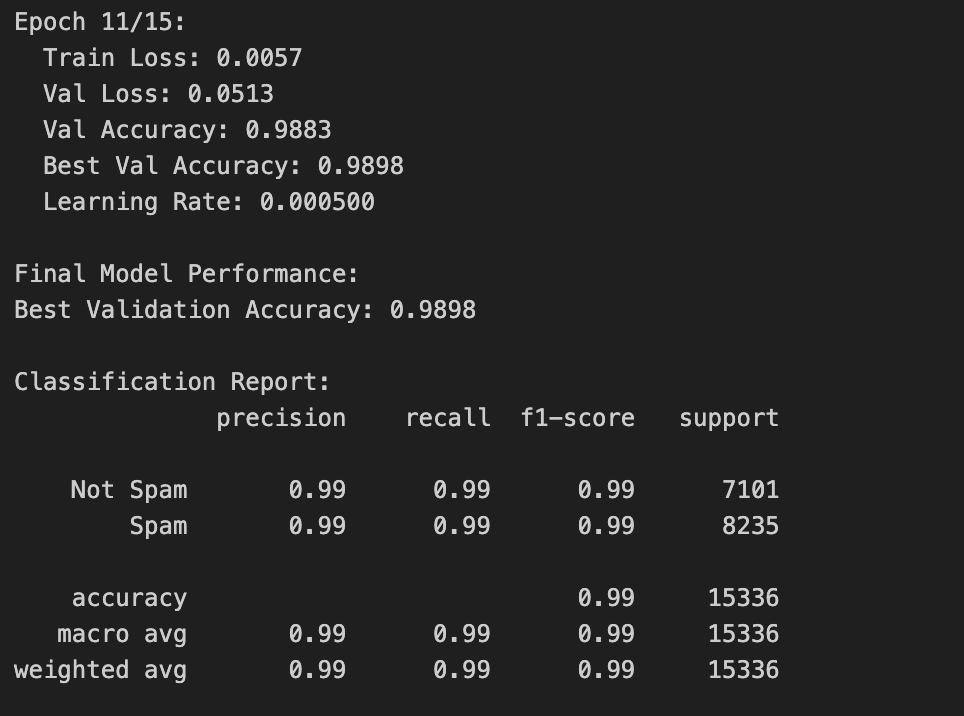 Epoch 11/15:
  Train Loss: 0.0057
  Val Loss: 0.0513
  Val Accuracy: 0.9883
  Best Val Accuracy: 0.9898
  Learning Rate: 0.000500

Final Model Performance:
Best Validation Accuracy: 0.9898

Classification Report:
              precision    recall  f1-score   support

    Not Spam       0.99      0.99      0.99      7101
        Spam       0.99      0.99      0.99      8235

    accuracy                           0.99     15336
   macro avg       0.99      0.99      0.99     15336
weighted avg       0.99      0.99      0.99     15336